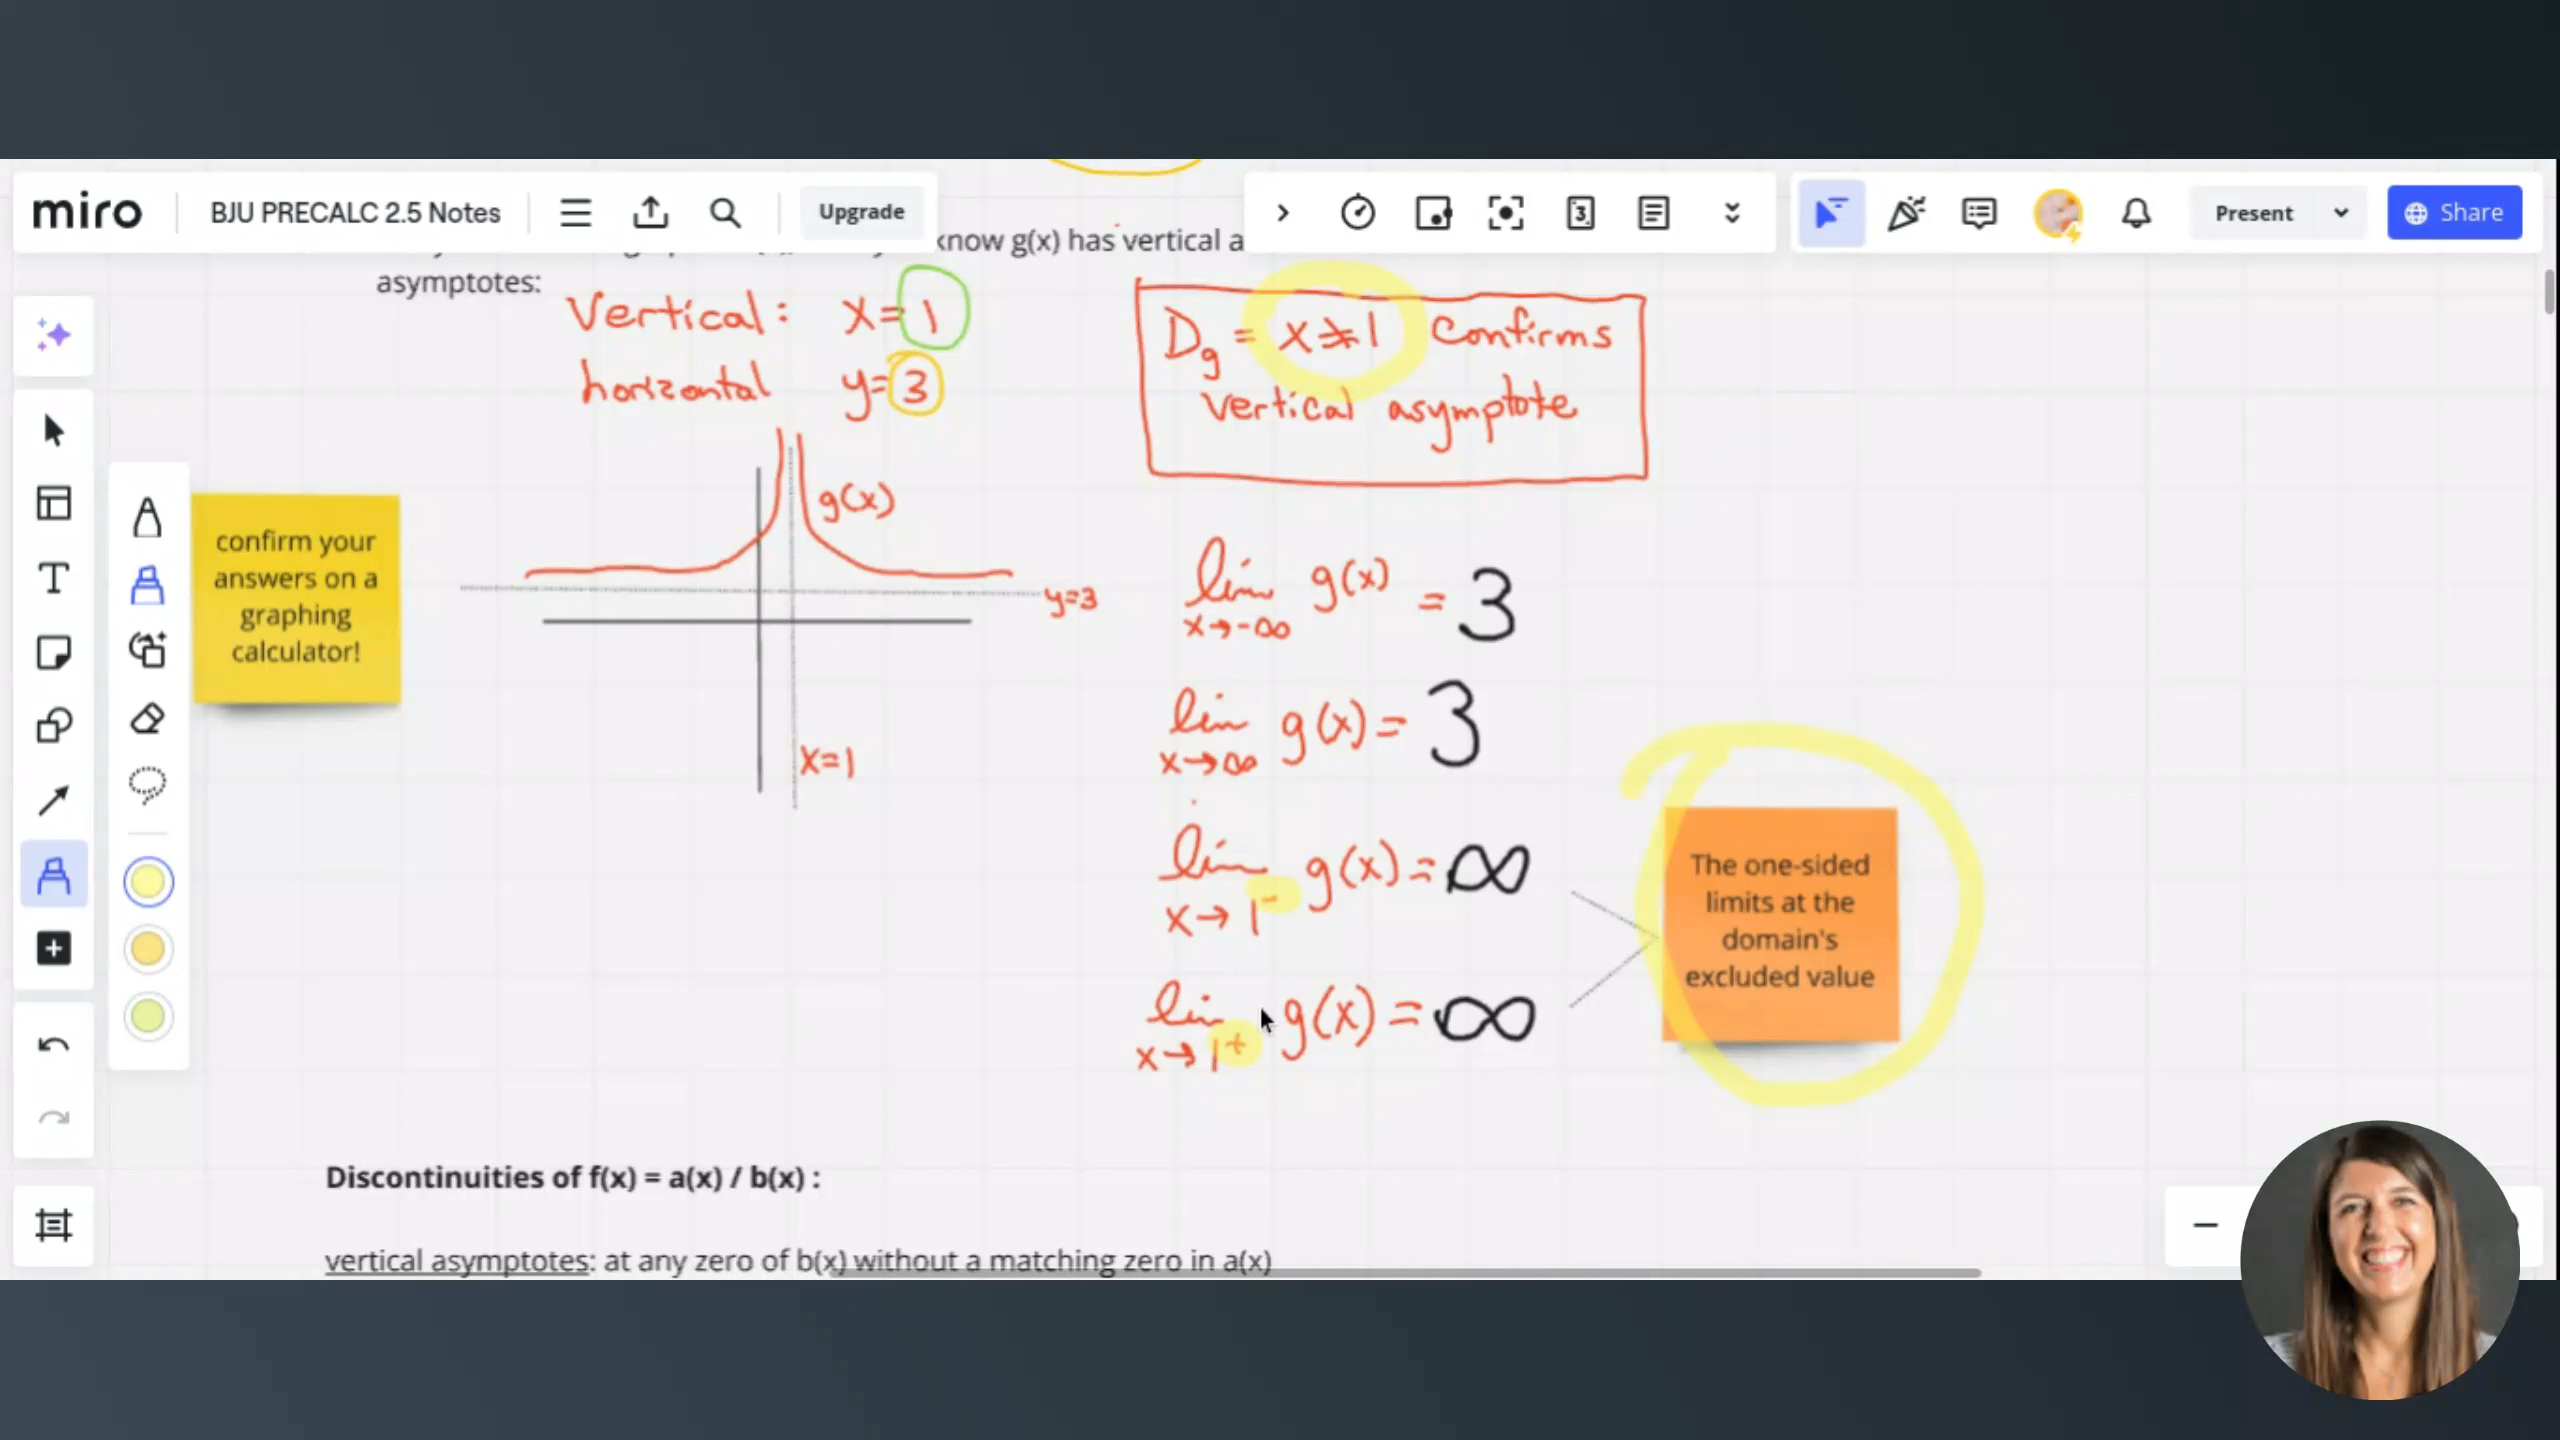 miro
BJU PRECALC 2.5 Notes
Upgrade
3
Present
Share
know g(x) has vertical a
asymptotes:
Vertical: x=1
horizontal y=3
Dg = x≠1 Confirms
vertical asymptote
confirm your
answers on a
graphing
calculator!
g(x)
y=3
x=1
lim g(x) = 3
x→-∞
lim g(x) = 3
x→∞
lim g(x) = ∞
x→1⁻
lim g(x) = ∞
x→1⁺
The one-sided
limits at the
domain's
excluded value
Discontinuities of f(x) = a(x) / b(x) :
vertical asymptotes: at any zero of b(x) without a matching zero in a(x)